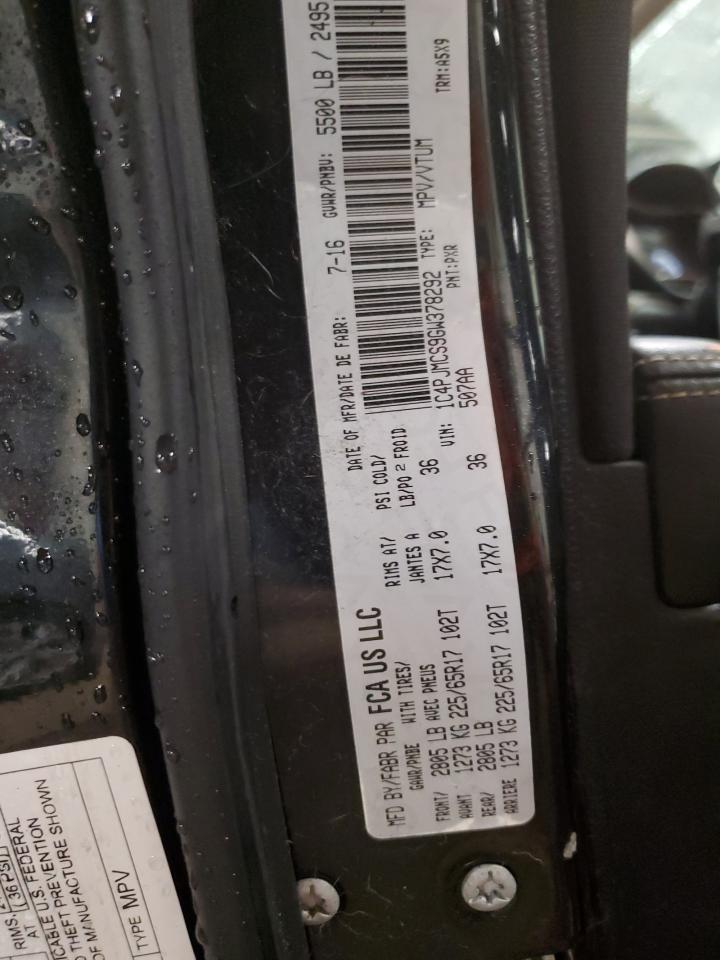 MFD BY/FABR PAR FCA US LLC
DATE OF MFR/DATE DE FABR: 7-16 GVWR/PNBV: 5500 LB / 2495
GAWR/PNBE WITH TIRES/ RIMS AT/ PSI COLD/
AVEC PNEUS JANTES A LB/PO 2 FROID
FRONT/ 2805 LB
AVANT 1273 KG 225/65R17 102T 17X7.0 36
REAR/ 2805 LB
ARRIERE 1273 KG 225/65R17 102T 17X7.0 36
VIN: 1C4PJMCS9GW378292 TYPE: MPV/VTUM TRM:A5X9
507AA PNT:PXR
RIMS
36 PSI
AT
U.S. FEDERAL
CABLE PREVENTION
THEFT
SHOWN
OF MANUFACTURE
TYPE MPV